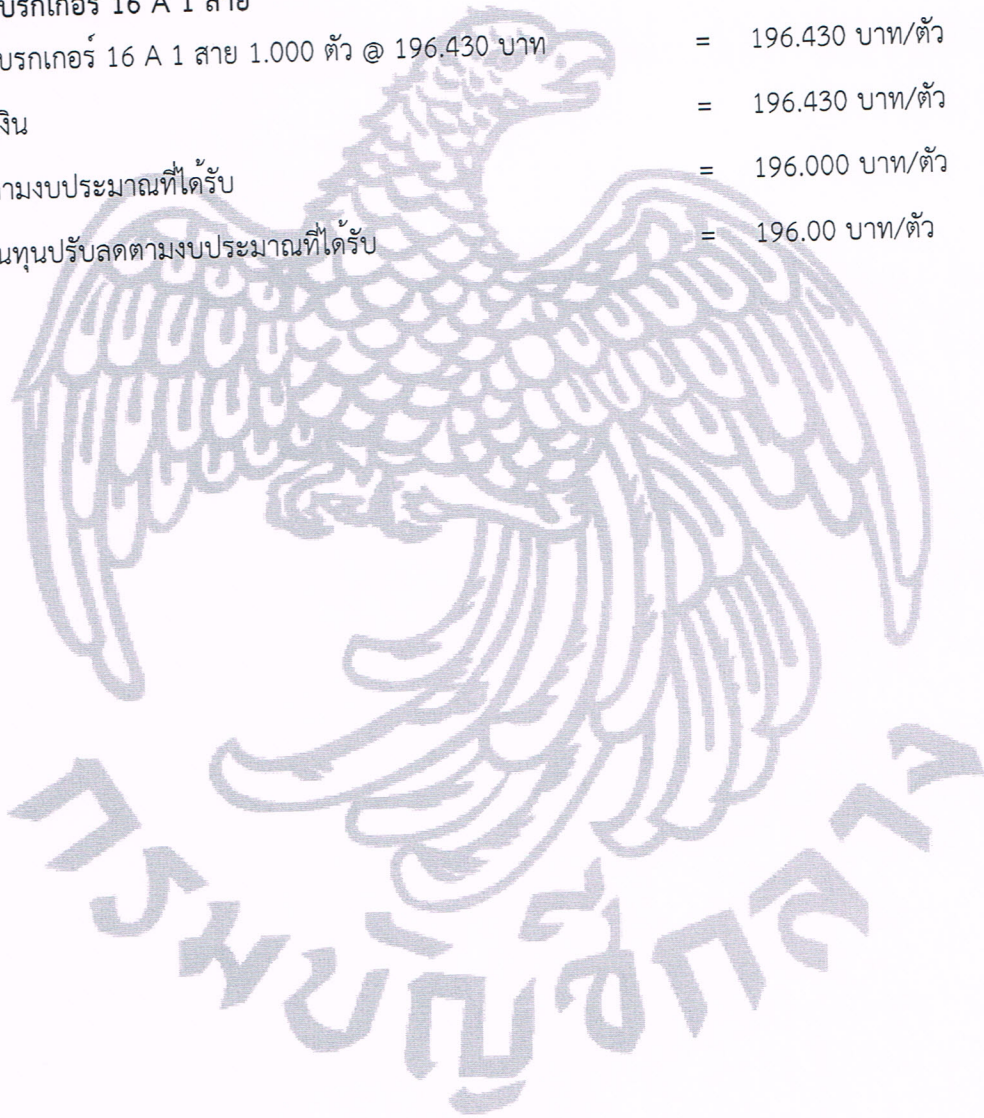 บรกเกอร์ 16 A 1 สาย
บรกเกอร์ 16 A 1 สาย 1.000 ตัว @ 196.430 บาท = 196.430 บาท/ตัว
งิน = 196.430 บาท/ตัว
ามงบประมาณที่ได้รับ = 196.000 บาท/ตัว
นทุนปรับลดตามงบประมาณที่ได้รับ = 196.00 บาท/ตัว
กรมบัญชีกลาง